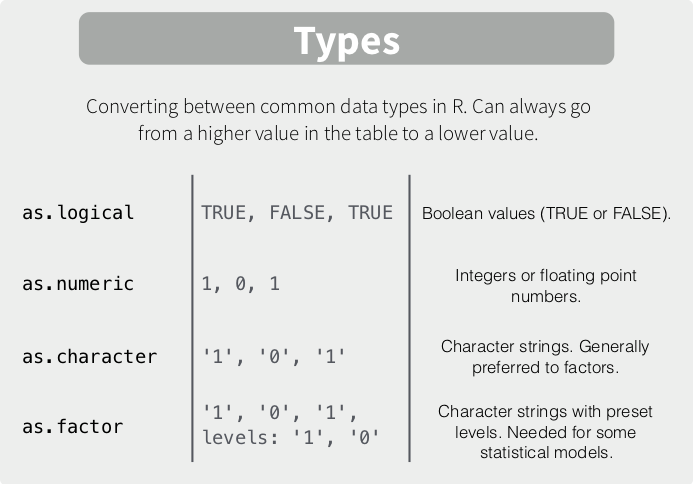 Types
Converting between common data types in R. Can always go
from a higher value in the table to a lower value.
as.logical
TRUE, FALSE, TRUE
Boolean values (TRUE or FALSE).
as.numeric
1, 0, 1
Integers or floating point
numbers.
as.character
'1', '0', '1'
Character strings. Generally
preferred to factors.
as.factor
'1', '0', '1',
levels: '1', '0'
Character strings with preset
levels. Needed for some
statistical models.